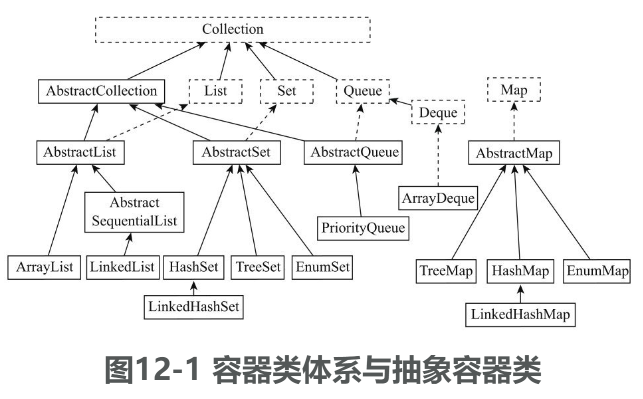 Collection
AbstractCollection
List
Set
Queue
Deque
Map
AbstractList
AbstractSet
AbstractQueue
AbstractMap
Abstract
SequentialList
ArrayDeque
PriorityQueue
ArrayList
LinkedList
HashSet
TreeSet
EnumSet
TreeMap
HashMap
EnumMap
LinkedHashSet
LinkedHashMap
图12-1 容器类体系与抽象容器类